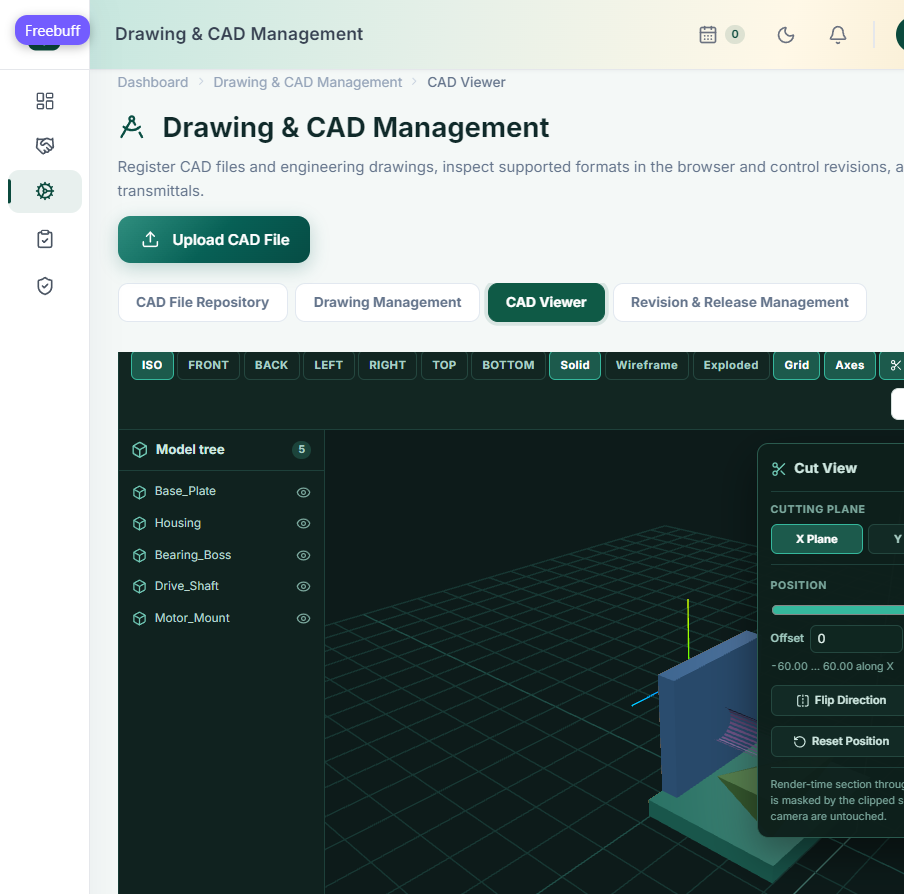 Freebuff
Drawing & CAD Management
0
Dashboard > Drawing & CAD Management > CAD Viewer
Drawing & CAD Management
Register CAD files and engineering drawings, inspect supported formats in the browser and control revisions, a
transmittals.
Upload CAD File
CAD File Repository
Drawing Management
CAD Viewer
Revision & Release Management
ISO FRONT BACK LEFT RIGHT TOP BOTTOM Solid Wireframe Exploded Grid Axes
Model tree 5
Base_Plate
Housing
Bearing_Boss
Drive_Shaft
Motor_Mount
Cut View
CUTTING PLANE
X Plane Y
POSITION
Offset 0
-60.00 ... 60.00 along X
Flip Direction
Reset Position
Render-time section throug
is masked by the clipped s
camera are untouched.